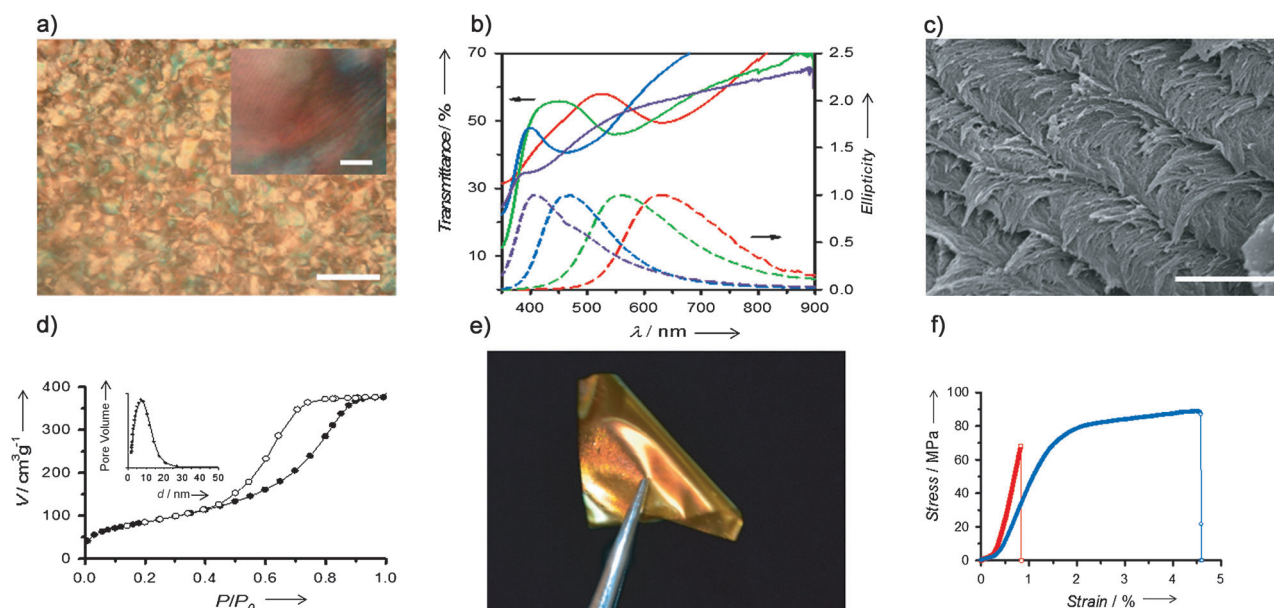 a)
b)
c)
70
50
30
10
Transmittance / %
2.5
2.0
1.5
1.0
0.5
0.0
Ellipticity
400 500 600 700 800 900
λ / nm
d)
400
300
200
100
0
V / cm³g⁻¹
0.0 0.2 0.4 0.6 0.8 1.0
P/P₀
Pore Volume
0 10 20 30 40 50
d / nm
e)
f)
100
80
60
40
20
0
Stress / MPa
0 1 2 3 4 5
Strain / %